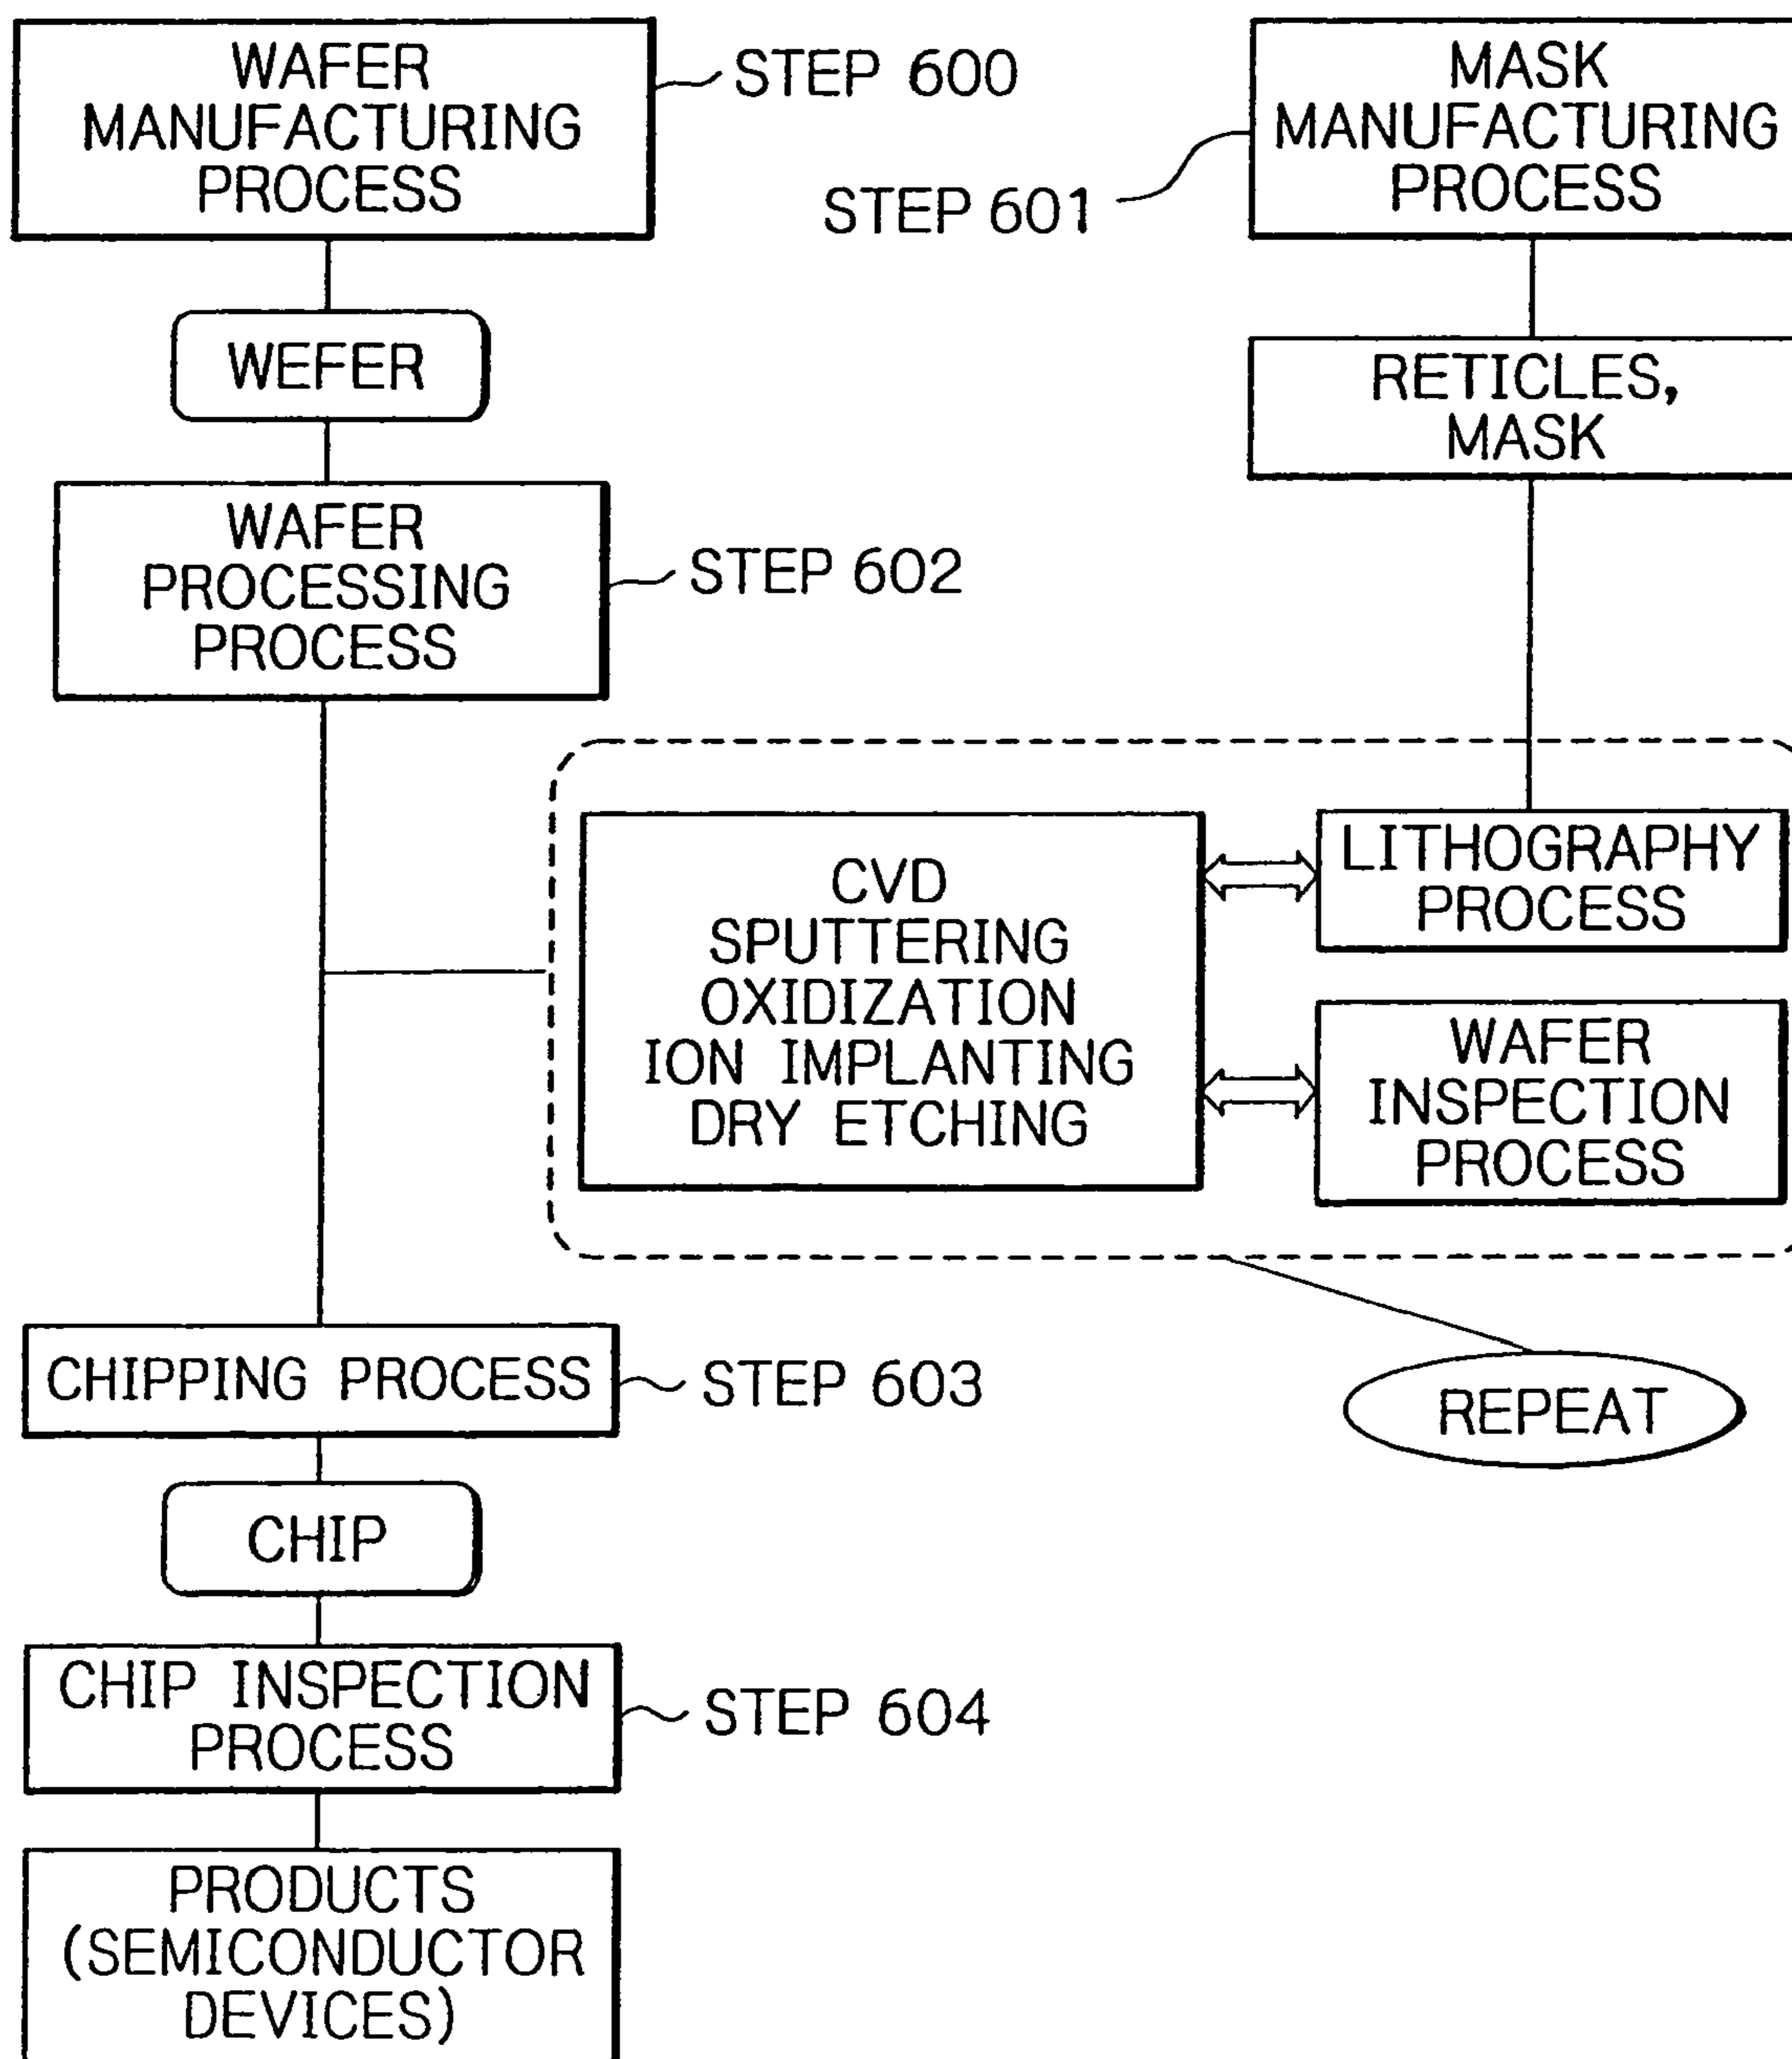 WAFER
MANUFACTURING
PROCESS
STEP 600
MASK
MANUFACTURING
PROCESS
STEP 601
WEFER
RETICLES,
MASK
WAFER
PROCESSING
PROCESS
STEP 602
CVD
SPUTTERING
OXIDIZATION
ION IMPLANTING
DRY ETCHING
LITHOGRAPHY
PROCESS
WAFER
INSPECTION
PROCESS
CHIPPING PROCESS
STEP 603
REPEAT
CHIP
CHIP INSPECTION
PROCESS
STEP 604
PRODUCTS
(SEMICONDUCTOR
DEVICES)